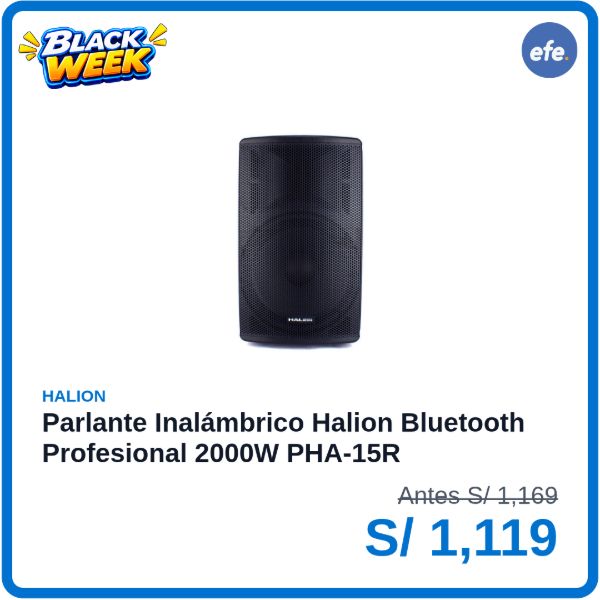 BLACK
WEEK
efe.
HALION
HALION
Parlante Inalámbrico Halion Bluetooth
Profesional 2000W PHA-15R
Antes S/ 1,169
S/ 1,119